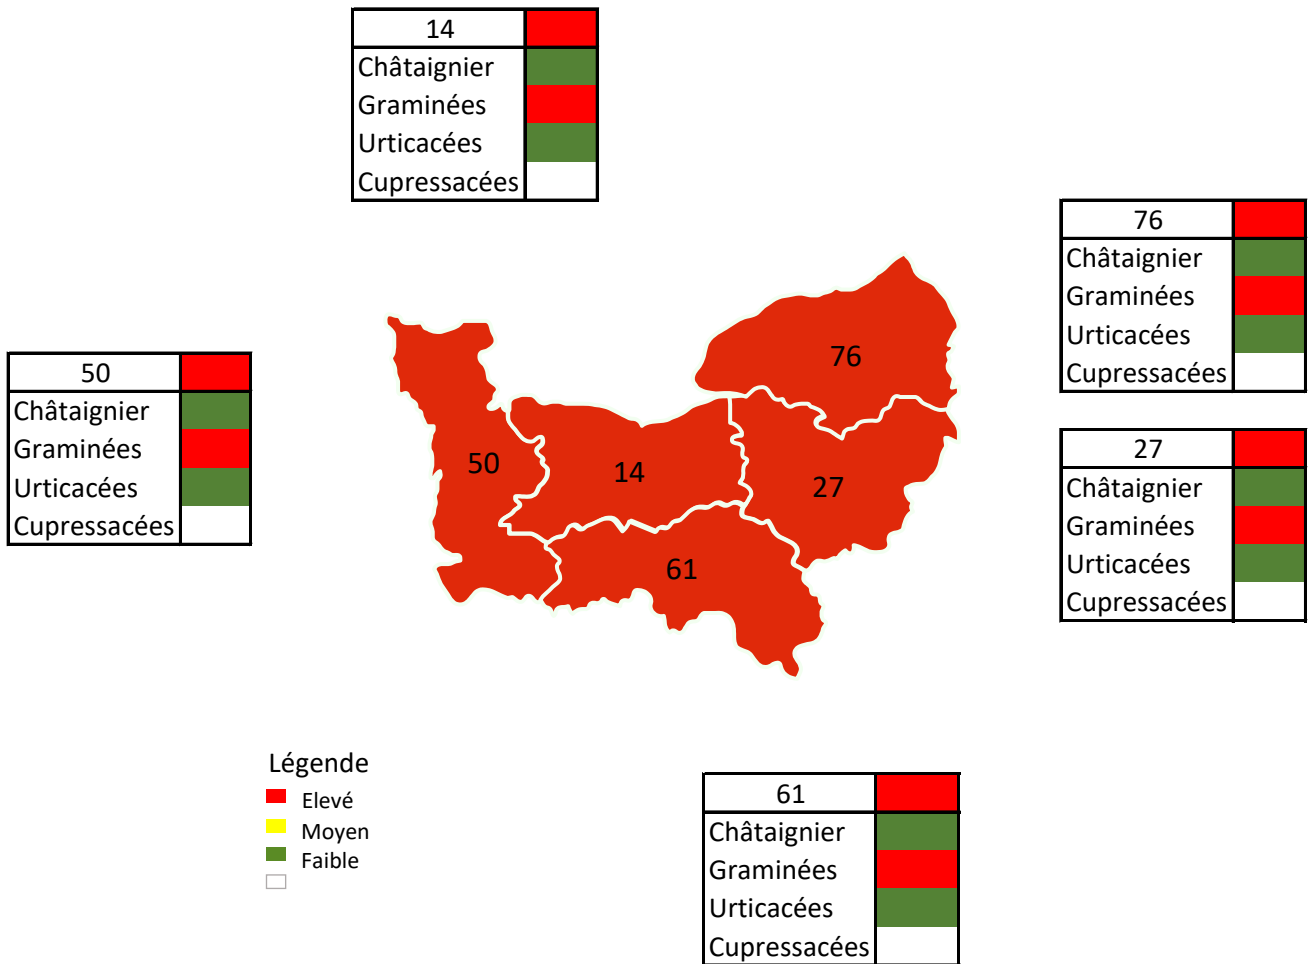 14
Châtaignier
Graminées
Urticacées
Cupressacées
76
Châtaignier
Graminées
Urticacées
Cupressacées
50
Châtaignier
Graminées
Urticacées
Cupressacées
27
Châtaignier
Graminées
Urticacées
Cupressacées
76
50
14
27
61
Légende
Elevé
Moyen
Faible
61
Châtaignier
Graminées
Urticacées
Cupressacées